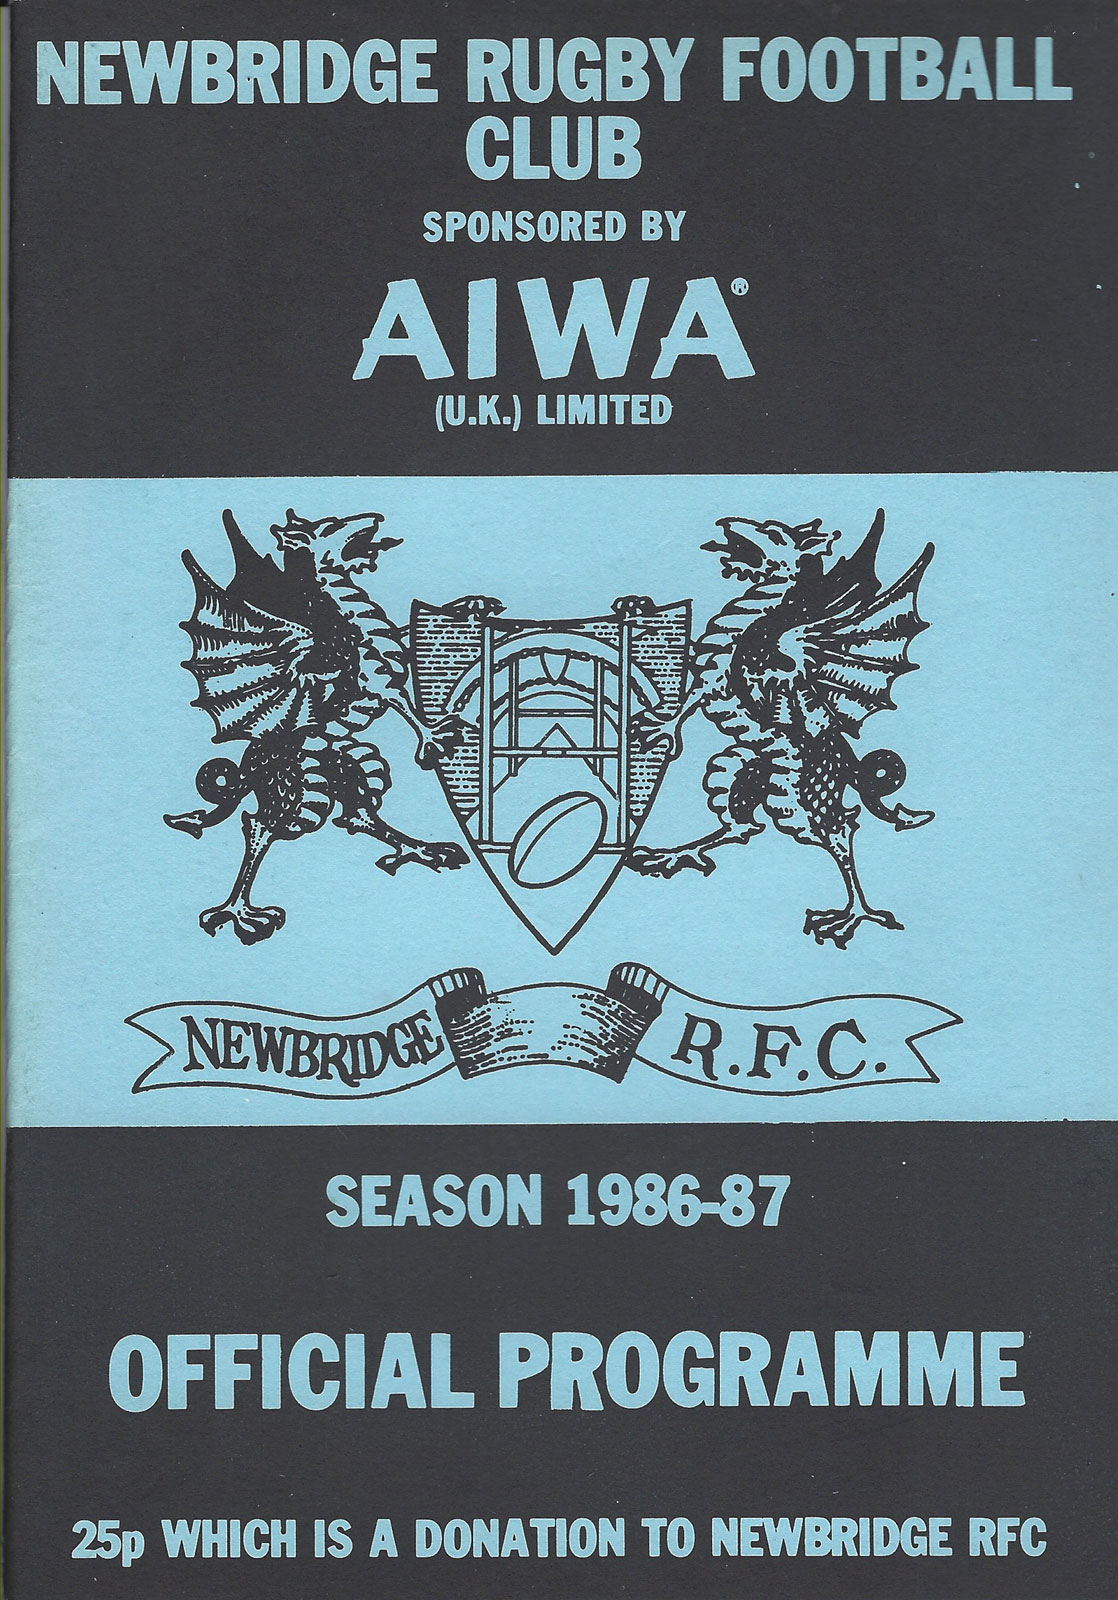 NEWBRIDGE RUGBY FOOTBALL
CLUB
SPONSORED BY
AIWA®
(U.K.) LIMITED
NEWBRIDGE R.F.C.
SEASON 1986-87
OFFICIAL PROGRAMME
25p WHICH IS A DONATION TO NEWBRIDGE RFC